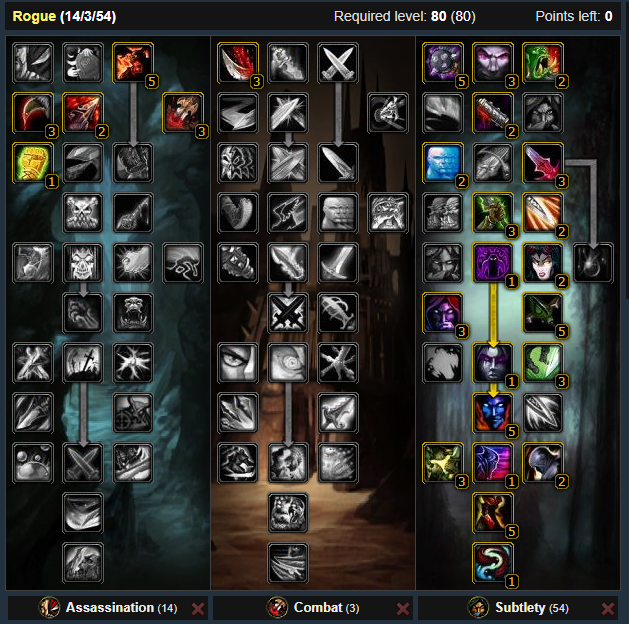 Rogue (14/3/54) Required level: 80 (80) Points left: 0
5 3 5 3 2
3 2 3 2
1 2 3
3 2
1 2
3 5
1 3
5
3 1 2
5
1
Assassination (14) Combat (3) Subtlety (54)